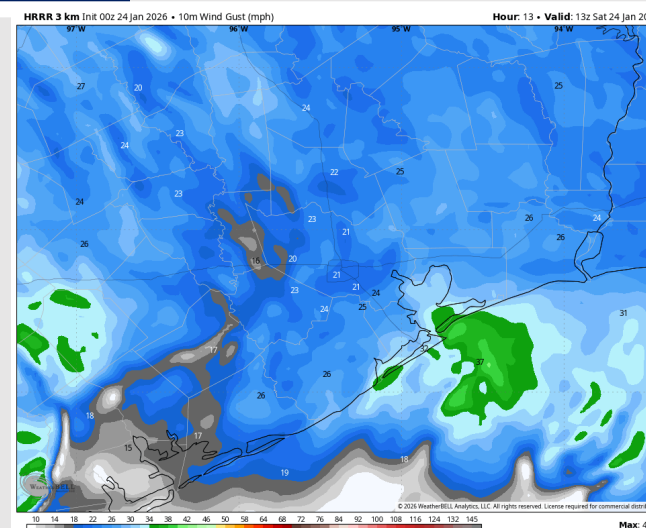 HRRR 3 km Init 00z 24 Jan 2026 • 10m Wind Gust (mph)
Hour: 13 • Valid: 13z Sat 24 Jan 20
97°W 96°W 95°W 94°W
27 20 25
24
23
24
22 25
23
24
23 26 24
21 26
26
16 20
21
23 21 24
24 25 31
17 32
37
26
26
18
17
15
18
19
WeatherBELL
© 2026 WeatherBELL Analytics, LLC. All rights reserved. License required for commercial distri
10 14 18 22 26 30 34 38 42 46 50 54 58 64 68 72 76 84 92 100 108 116 124 132 145
Max: 4